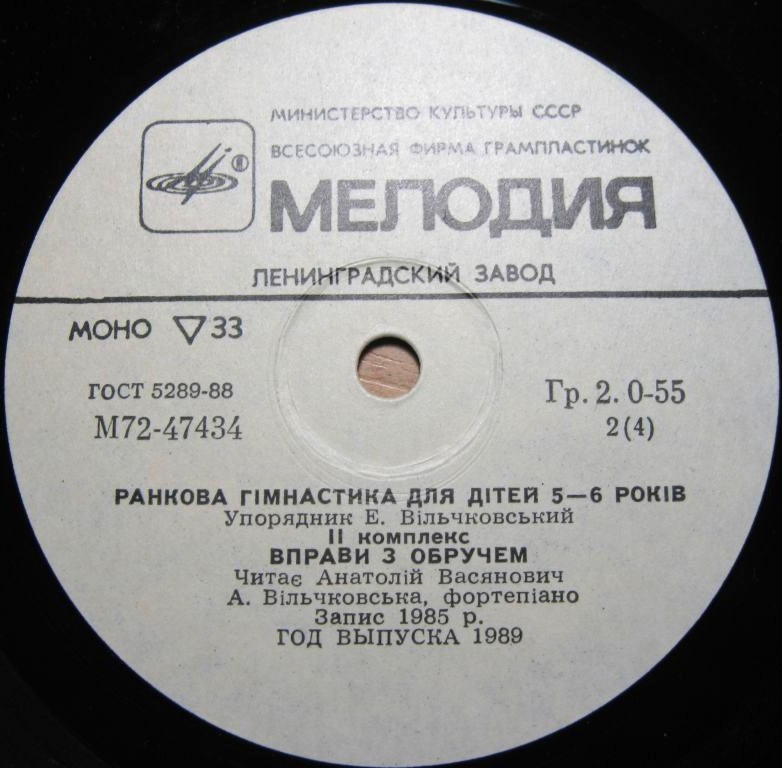 МИНИСТЕРСТВО КУЛЬТУРЫ СССР
ВСЕСОЮЗНАЯ ФИРМА ГРАМПЛАСТИНОК
®
МЕЛОДИЯ
ЛЕНИНГРАДСКИЙ ЗАВОД
МОНО ▽ 33
ГОСТ 5289-88
М72-47434
Гр. 2. 0-55
2(4)
РАНКОВА ГІМНАСТИКА ДЛЯ ДІТЕЙ 5—6 РОКІВ
Упорядник Е. Вільчковський
II комплекс
ВПРАВИ З ОБРУЧЕМ
Читає Анатолій Васянович
А. Вільчковська, фортепіано
Запис 1985 р.
ГОД ВЫПУСКА 1989